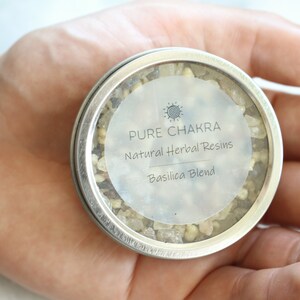 PURE CHAKRA
Natural Herbal Resins
Basilica Blend